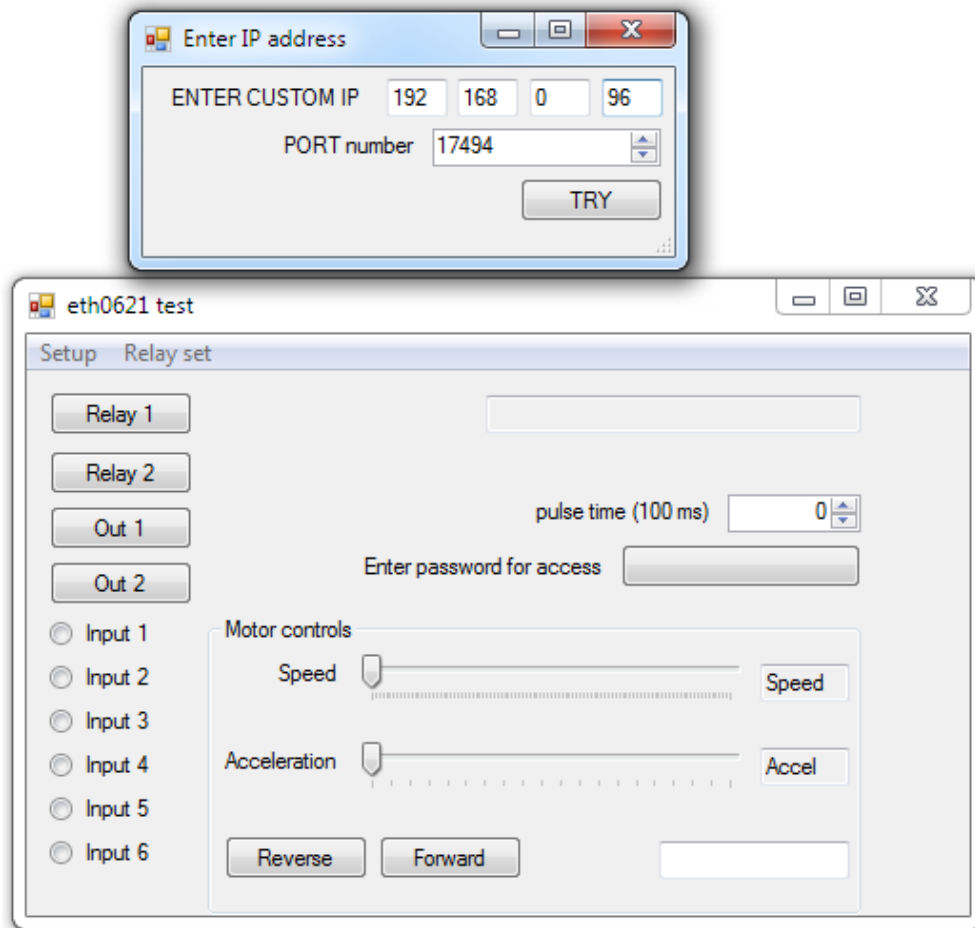 Enter IP address
ENTER CUSTOM IP 192 168 0 96
PORT number 17494
TRY
eth0621 test
Setup Relay set
Relay 1
Relay 2
pulse time (100 ms) 0
Out 1
Enter password for access
Out 2
Input 1
Motor controls
Input 2
Speed Speed
Input 3
Input 4
Acceleration Accel
Input 5
Input 6
Reverse Forward